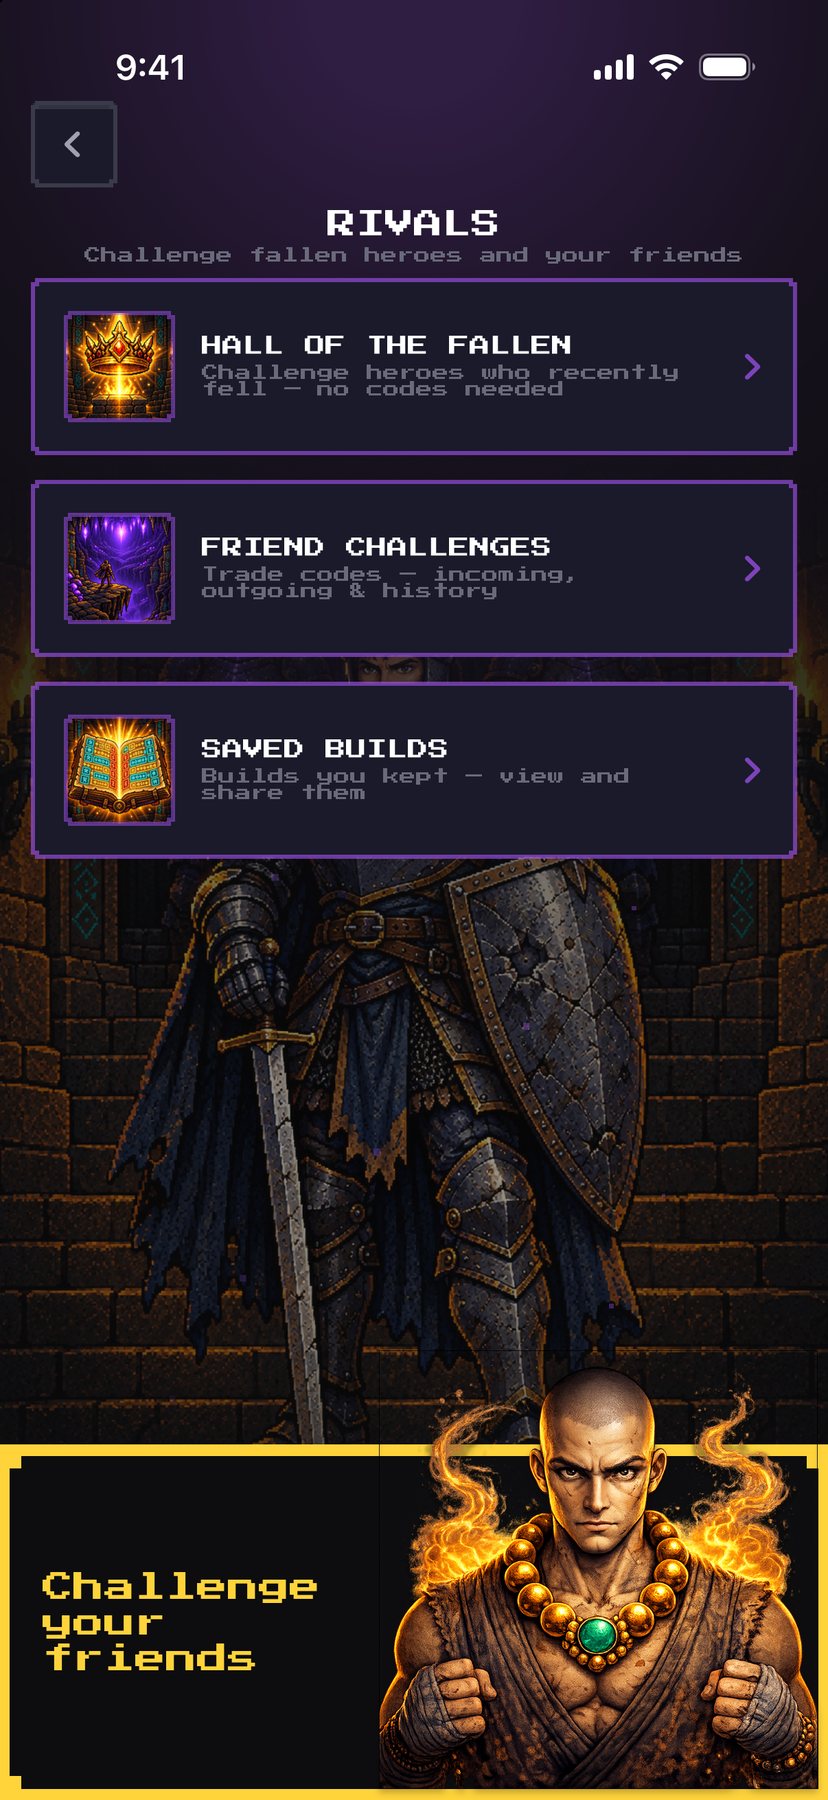 9:41
RIVALS
Challenge fallen heroes and your friends
HALL OF THE FALLEN
Challenge heroes who recently
fell — no codes needed
FRIEND CHALLENGES
Trade codes — incoming,
outgoing & history
SAVED BUILDS
Builds you kept — view and
share them
Challenge
your
friends